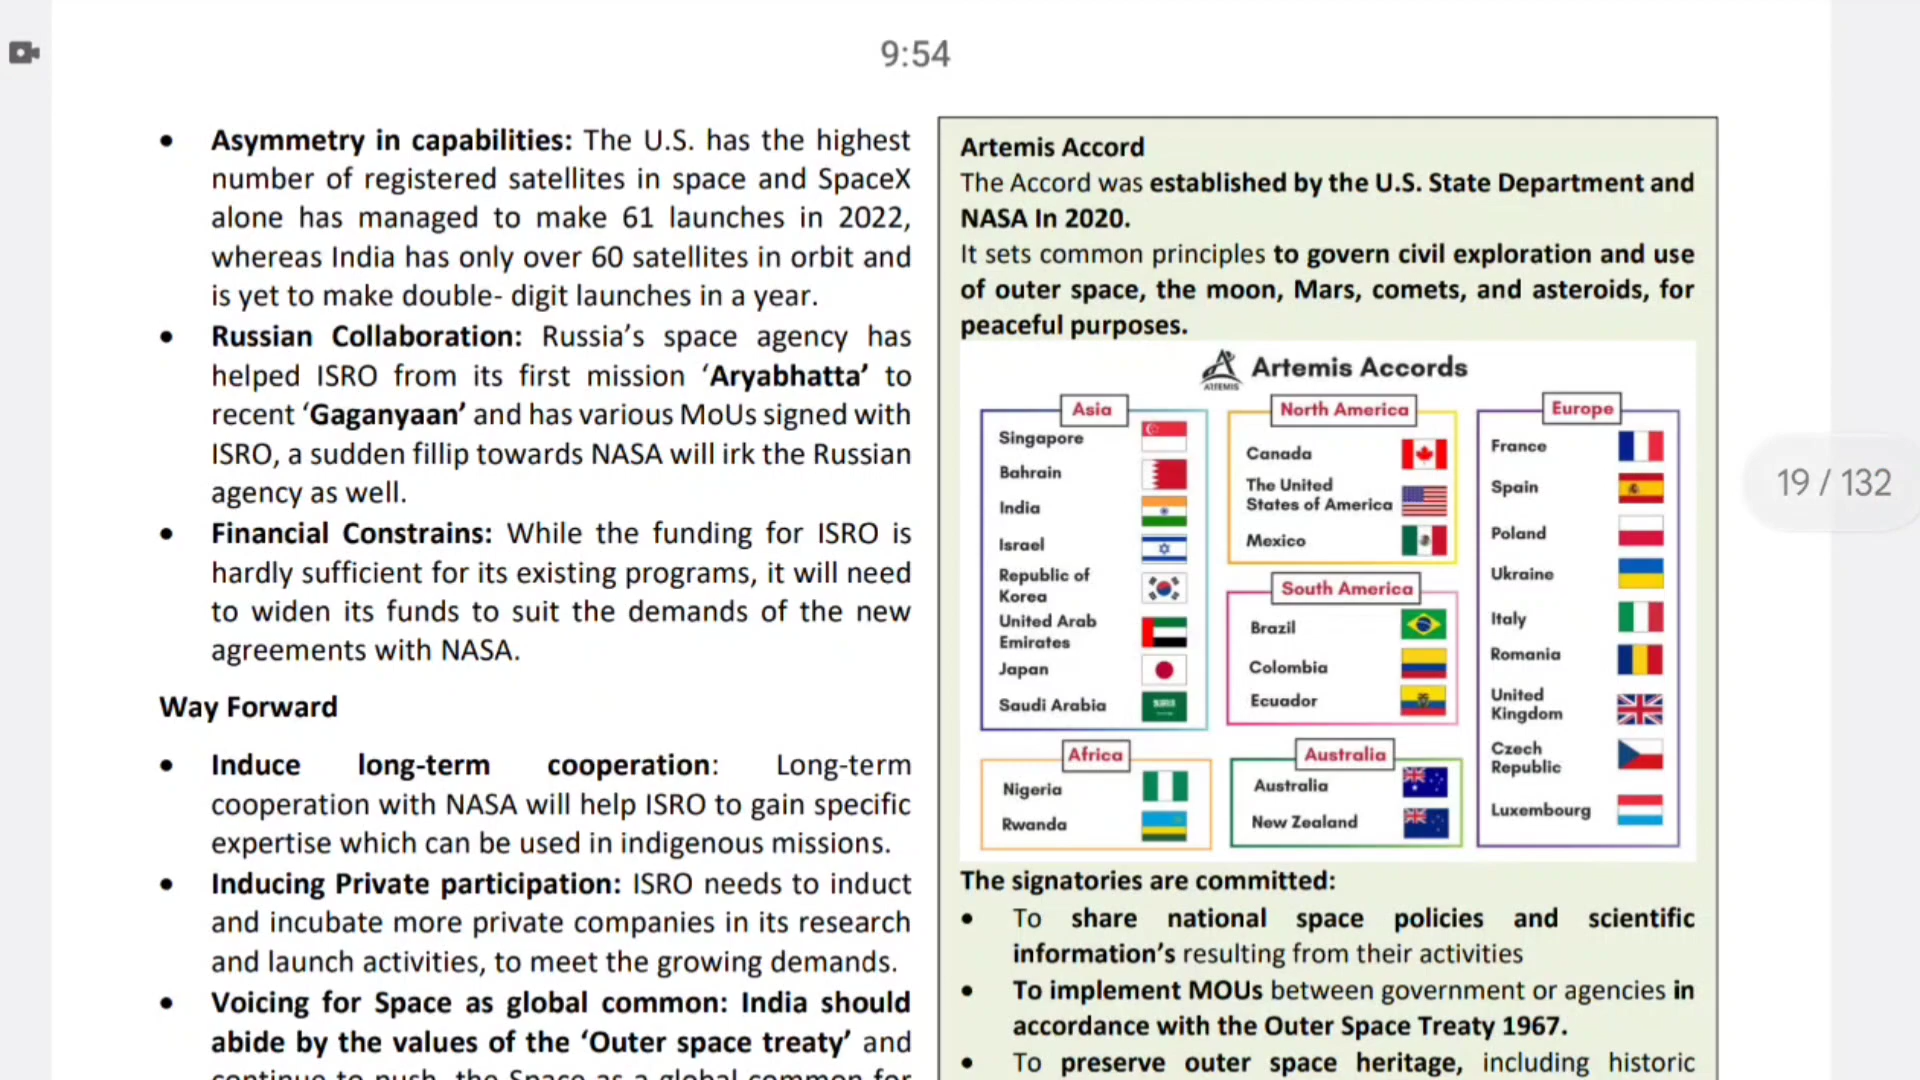 9:54
• Asymmetry in capabilities: The U.S. has the highest
number of registered satellites in space and SpaceX
alone has managed to make 61 launches in 2022,
whereas India has only over 60 satellites in orbit and
is yet to make double- digit launches in a year.
• Russian Collaboration: Russia’s space agency has
helped ISRO from its first mission ‘Aryabhatta’ to
recent ‘Gaganyaan’ and has various MoUs signed with
ISRO, a sudden fillip towards NASA will irk the Russian
agency as well.
• Financial Constrains: While the funding for ISRO is
hardly sufficient for its existing programs, it will need
to widen its funds to suit the demands of the new
agreements with NASA.
Way Forward
• Induce long-term cooperation: Long-term
cooperation with NASA will help ISRO to gain specific
expertise which can be used in indigenous missions.
• Inducing Private participation: ISRO needs to induct
and incubate more private companies in its research
and launch activities, to meet the growing demands.
• Voicing for Space as global common: India should
abide by the values of the ‘Outer space treaty’ and
continue to push the Space as a global common for
Artemis Accord
The Accord was established by the U.S. State Department and
NASA In 2020.
It sets common principles to govern civil exploration and use
of outer space, the moon, Mars, comets, and asteroids, for
peaceful purposes.
ARTEMIS
Artemis Accords
Asia
Singapore
Bahrain
India
Israel
Republic of
Korea
United Arab
Emirates
Japan
Saudi Arabia
North America
Canada
The United
States of America
Mexico
South America
Brazil
Colombia
Ecuador
Europe
France
Spain
Poland
Ukraine
Italy
Romania
United
Kingdom
Czech
Republic
Luxembourg
Africa
Nigeria
Rwanda
Australia
Australia
New Zealand
The signatories are committed:
• To share national space policies and scientific
information’s resulting from their activities
• To implement MOUs between government or agencies in
accordance with the Outer Space Treaty 1967.
• To preserve outer space heritage, including historic
19 / 132